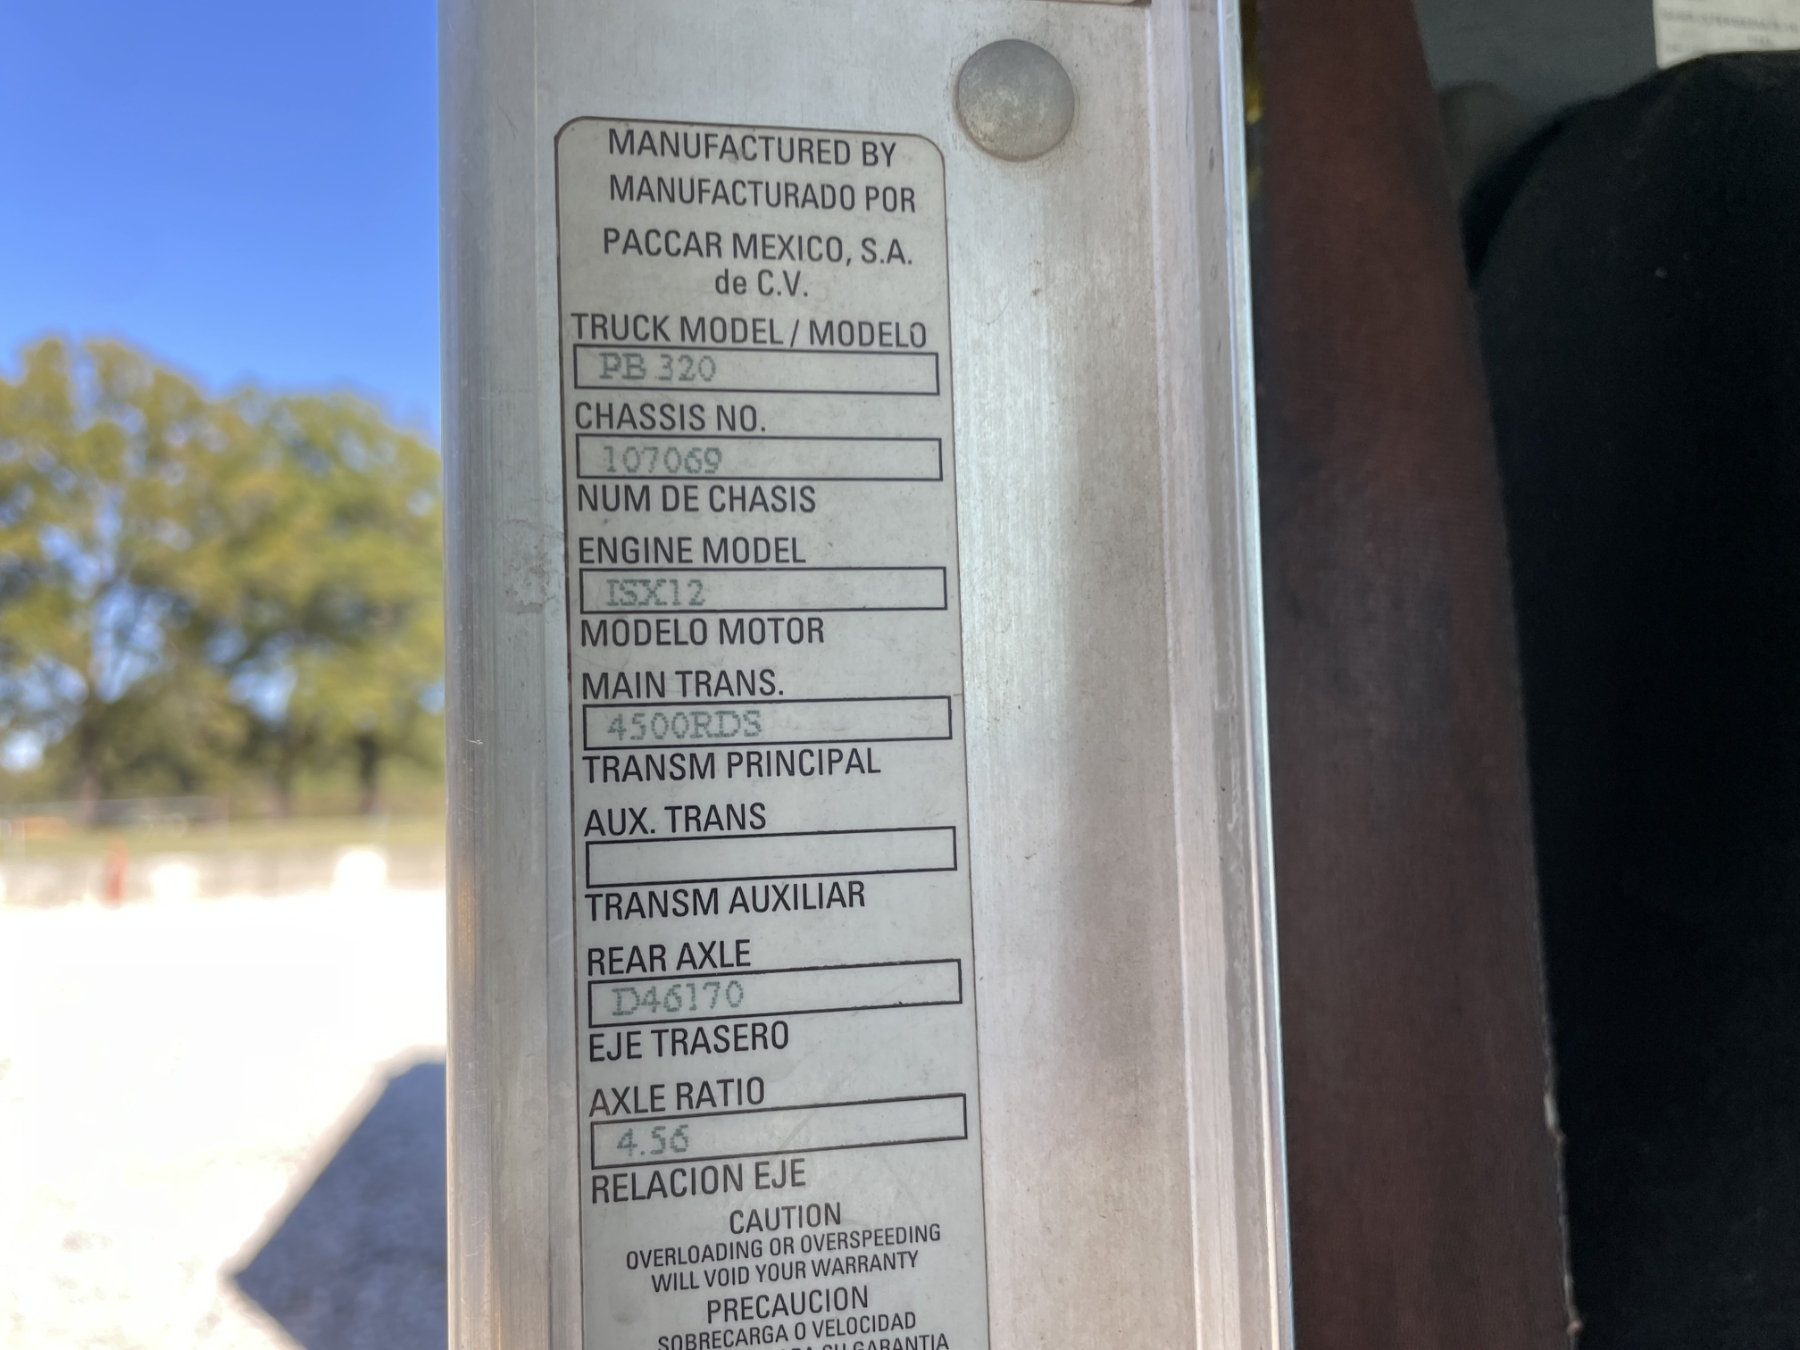 MANUFACTURED BY
MANUFACTURADO POR
PACCAR MEXICO, S.A.
de C.V.
TRUCK MODEL / MODELO
PB 320
CHASSIS NO.
107069
NUM DE CHASIS
ENGINE MODEL
ISX12
MODELO MOTOR
MAIN TRANS.
4500RDS
TRANSM PRINCIPAL
AUX. TRANS
TRANSM AUXILIAR
REAR AXLE
D46170
EJE TRASERO
AXLE RATIO
4.56
RELACION EJE
CAUTION
OVERLOADING OR OVERSPEEDING
WILL VOID YOUR WARRANTY
PRECAUCION
SOBRECARGA O VELOCIDAD
SU GARANTIA